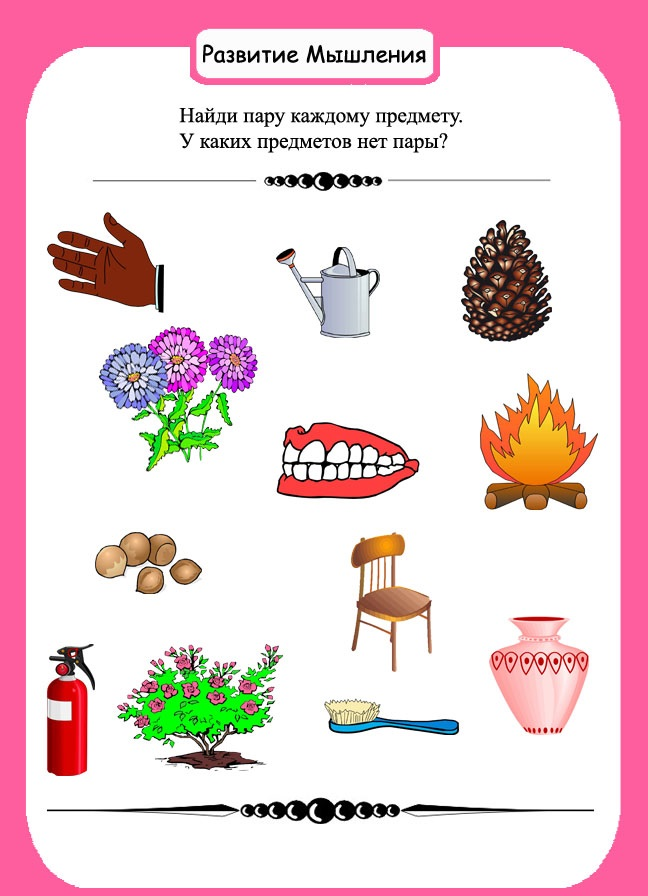 Развитие Мышления
Найди пару каждому предмету.
У каких предметов нет пары?